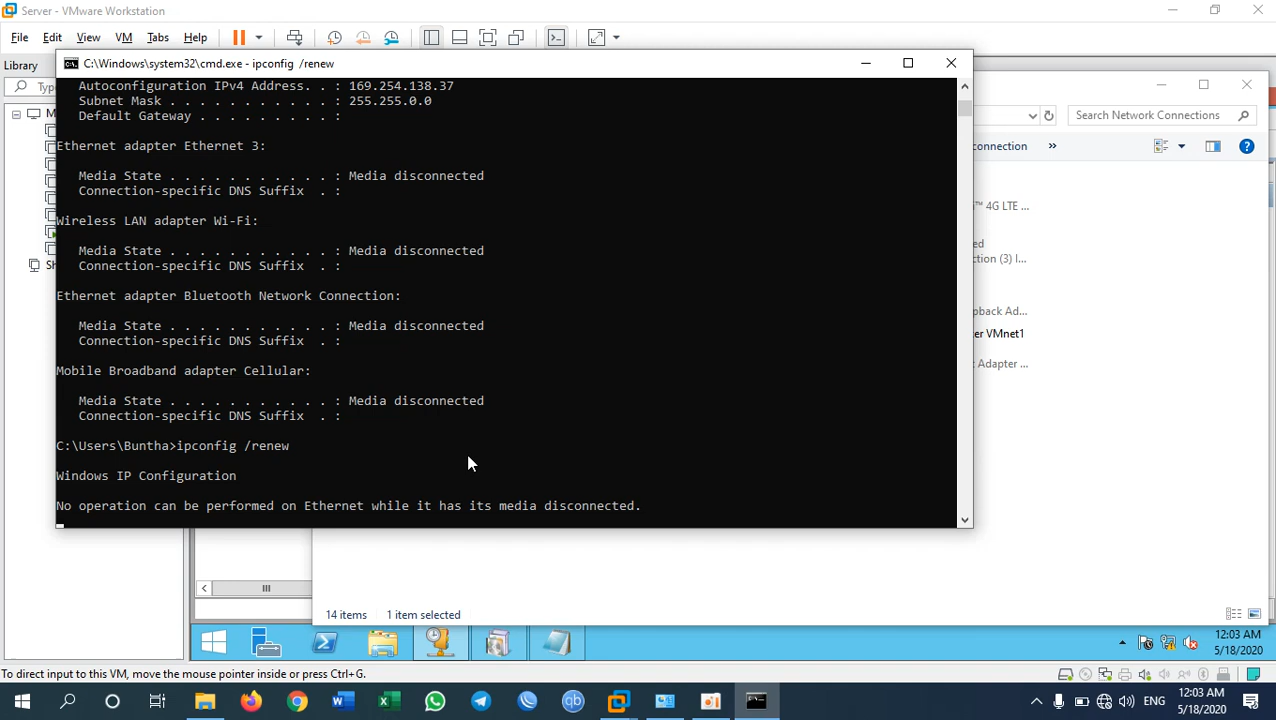 Server - VMware Workstation
File Edit View VM Tabs Help
Library
C:\Windows\system32\cmd.exe - ipconfig /renew
Autoconfiguration IPv4 Address. . : 169.254.138.37
Subnet Mask . . . . . . . . . . . : 255.255.0.0
Default Gateway . . . . . . . . . :
Ethernet adapter Ethernet 3:
Media State . . . . . . . . . . . : Media disconnected
Connection-specific DNS Suffix . :
Wireless LAN adapter Wi-Fi:
Media State . . . . . . . . . . . : Media disconnected
Connection-specific DNS Suffix . :
Ethernet adapter Bluetooth Network Connection:
Media State . . . . . . . . . . . : Media disconnected
Connection-specific DNS Suffix . :
Mobile Broadband adapter Cellular:
Media State . . . . . . . . . . . : Media disconnected
Connection-specific DNS Suffix . :
C:\Users\Buntha>ipconfig /renew
Windows IP Configuration
No operation can be performed on Ethernet while it has its media disconnected.
Search Network Connections
connection »
™ 4G LTE ...
ed
ction (3) I...
pback Ad...
er VMnet1
t Adapter ...
14 items 1 item selected
12:03 AM
5/18/2020
To direct input to this VM, move the mouse pointer inside or press Ctrl+G.
ENG
12:03 AM
5/18/2020